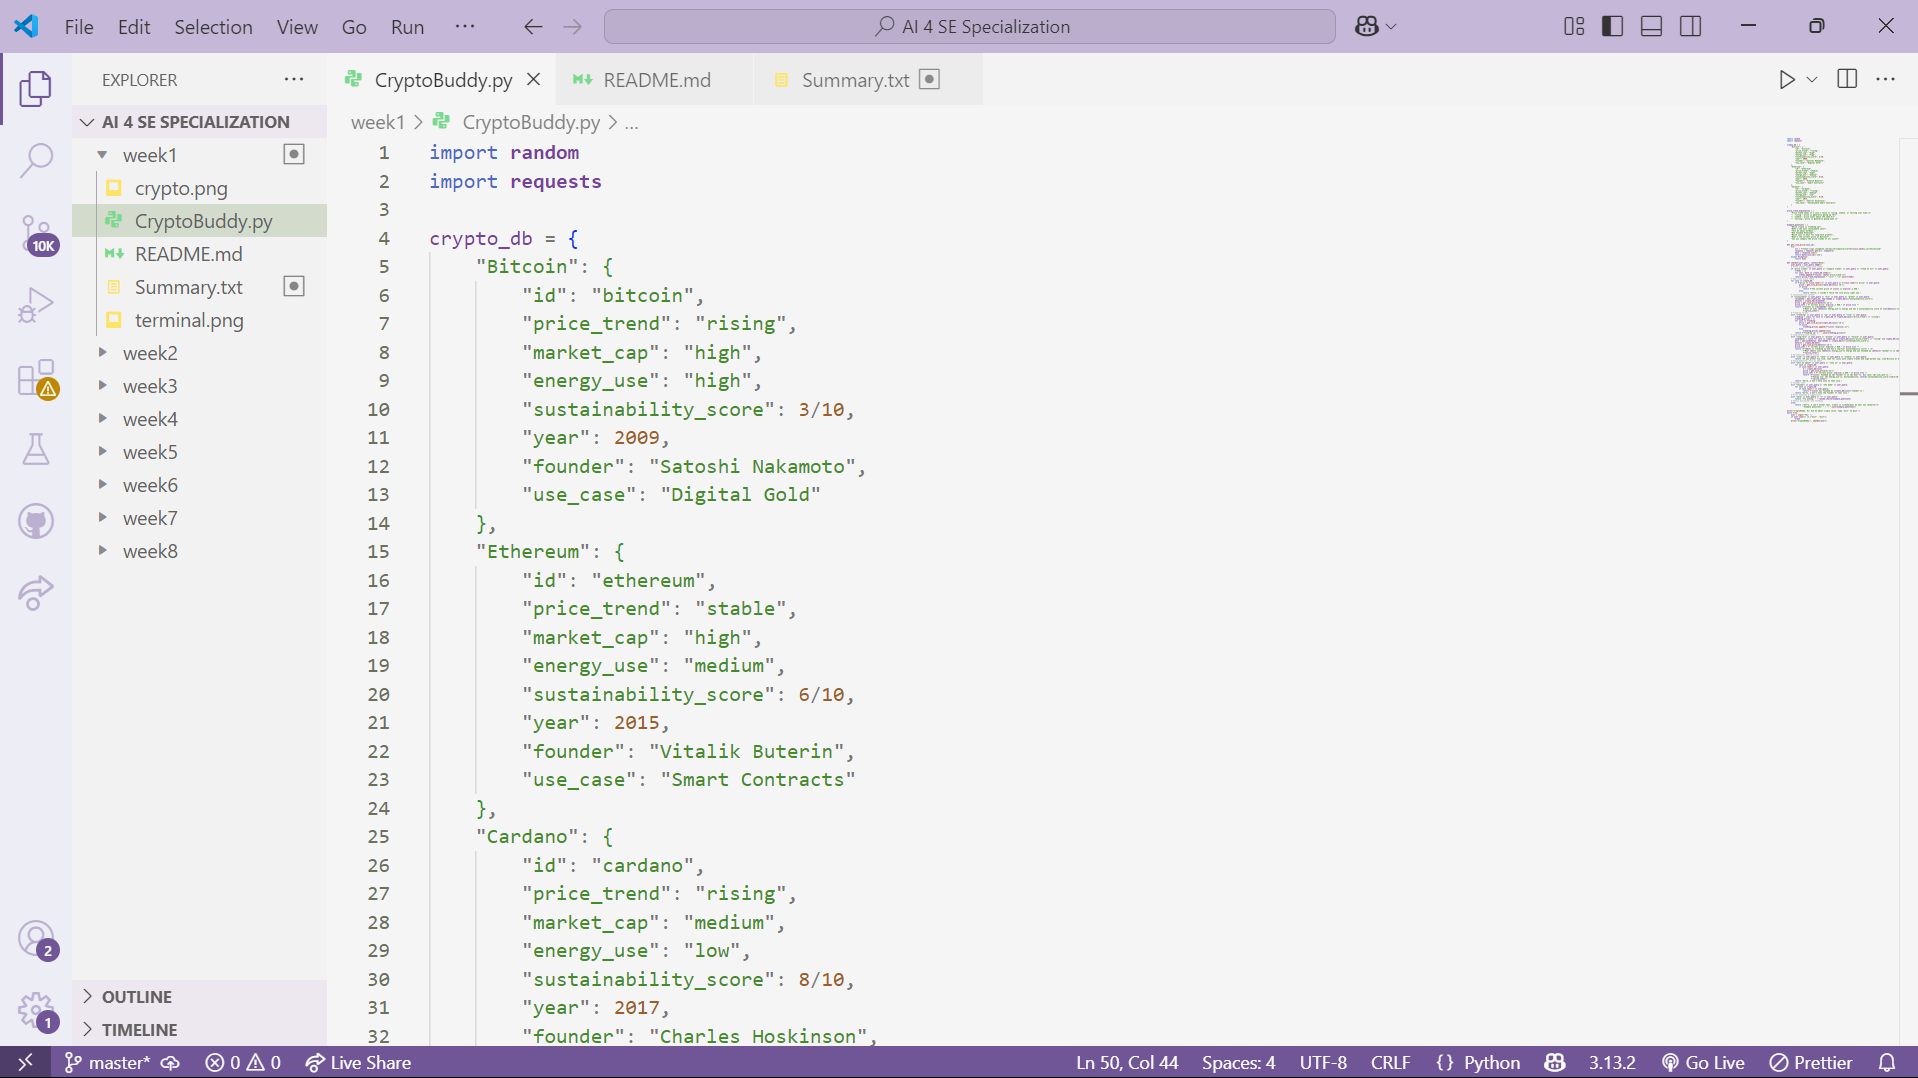 File Edit Selection View Go Run ··· AI 4 SE Specialization
EXPLORER ···
AI 4 SE SPECIALIZATION
week1
crypto.png
CryptoBuddy.py
README.md
Summary.txt
terminal.png
week2
week3
week4
week5
week6
week7
week8
OUTLINE
TIMELINE
10K
2
1
CryptoBuddy.py README.md Summary.txt
week1 > CryptoBuddy.py > ...
1 import random
2 import requests
3
4 crypto_db = {
5 "Bitcoin": {
6 "id": "bitcoin",
7 "price_trend": "rising",
8 "market_cap": "high",
9 "energy_use": "high",
10 "sustainability_score": 3/10,
11 "year": 2009,
12 "founder": "Satoshi Nakamoto",
13 "use_case": "Digital Gold"
14 },
15 "Ethereum": {
16 "id": "ethereum",
17 "price_trend": "stable",
18 "market_cap": "high",
19 "energy_use": "medium",
20 "sustainability_score": 6/10,
21 "year": 2015,
22 "founder": "Vitalik Buterin",
23 "use_case": "Smart Contracts"
24 },
25 "Cardano": {
26 "id": "cardano",
27 "price_trend": "rising",
28 "market_cap": "medium",
29 "energy_use": "low",
30 "sustainability_score": 8/10,
31 "year": 2017,
32 "founder": "Charles Hoskinson",
master* 0 0 Live Share Ln 50, Col 44 Spaces: 4 UTF-8 CRLF {} Python 3.13.2 Go Live Prettier